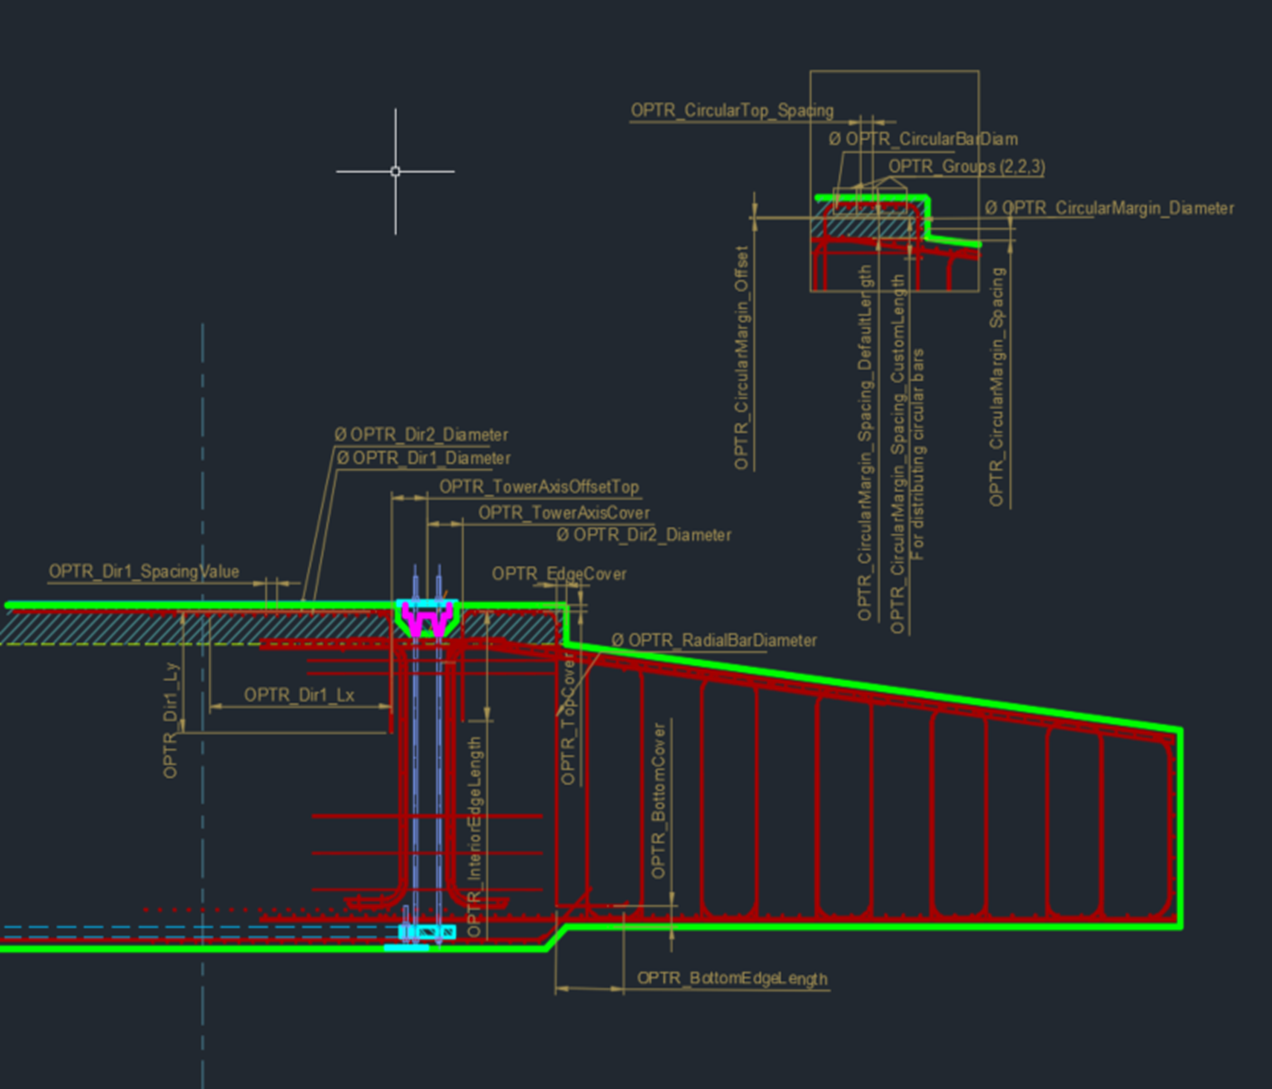 OPTR_CircularTop_Spacing
Ø OPTR_CircularBarDiam
OPTR_Groups (2,2,3)
Ø OPTR_CircularMargin_Diameter
OPTR_CircularMargin_Offset
OPTR_CircularMargin_Spacing_DefaultLength
OPTR_CircularMargin_Spacing_CustomLength
For distributing circular bars
OPTR_CircularMargin_Spacing
Ø OPTR_Dir2_Diameter
Ø OPTR_Dir1_Diameter
OPTR_TowerAxisOffsetTop
OPTR_TowerAxisCover
Ø OPTR_Dir2_Diameter
OPTR_Dir1_SpacingValue
OPTR_EdgeCover
Ø OPTR_RadialBarDiameter
OPTR_Dir1_Ly
OPTR_Dir1_Lx
OPTR_InteriorEdgeLength
OPTR_TopCover
OPTR_BottomCover
OPTR_BottomEdgeLength